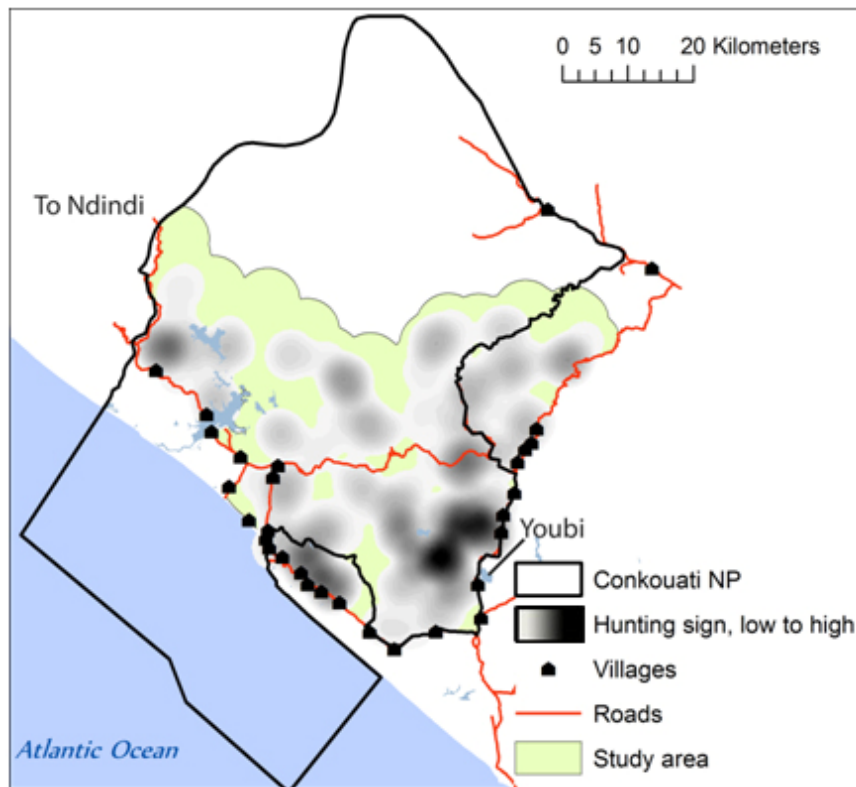 0 5 10 20 Kilometers
To Ndindi
Youbi
Conkouati NP
Hunting sign, low to high
Villages
Roads
Study area
Atlantic Ocean